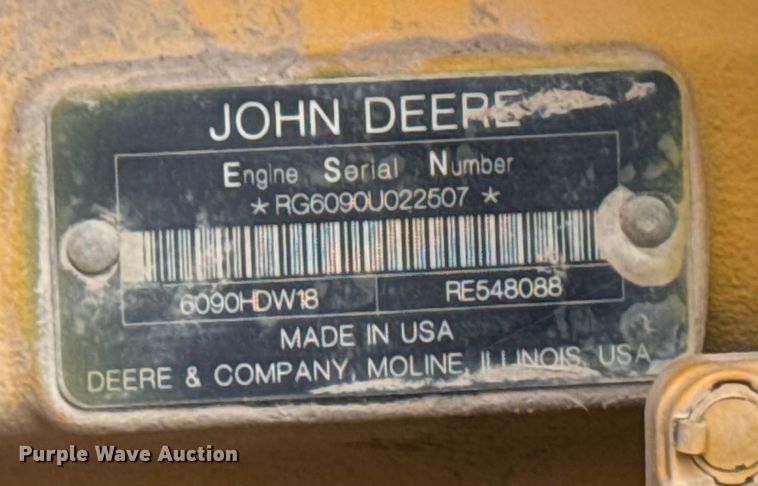 JOHN DEERE
Engine Serial Number
* RG6090U022507 *
6090HDW18 RE548088
MADE IN USA
DEERE & COMPANY, MOLINE, ILLINOIS, USA
Purple Wave Auction